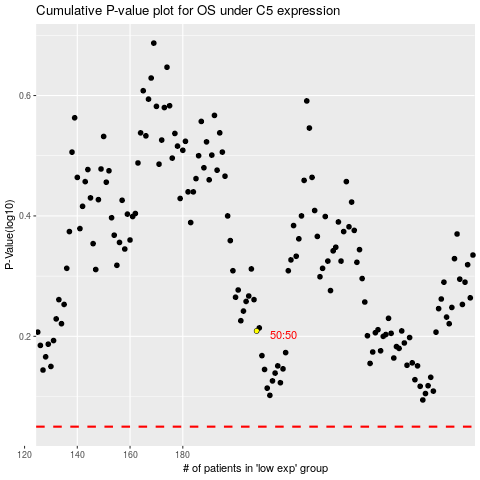 Cumulative P-value plot for OS under C5 expression
P-Value(log10)
0.6
0.4
0.2
50:50
120
140
160
180
# of patients in 'low exp' group